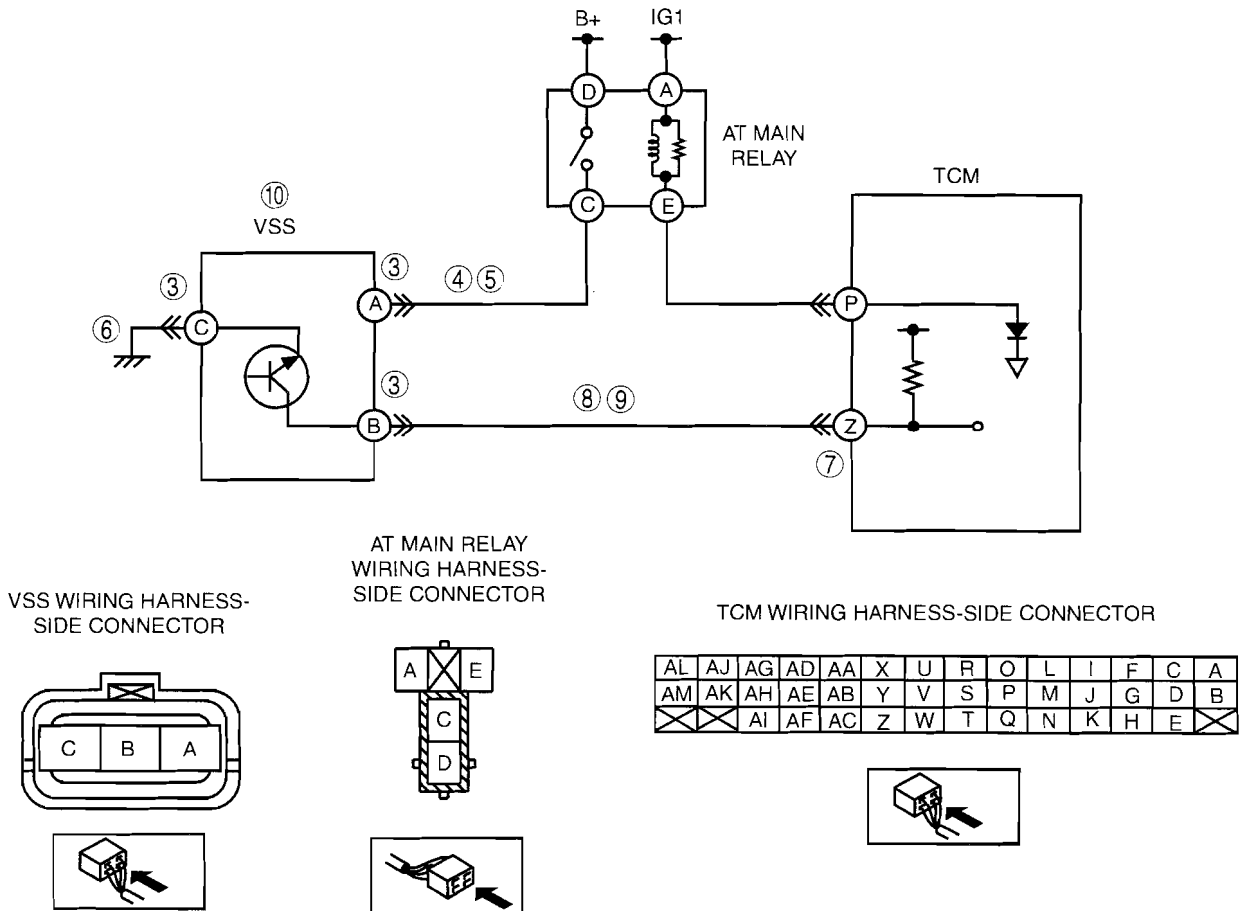 B+ IG1
D A
AT MAIN
RELAY
TCM
⑩
VSS
C E
③ ③ ④⑤
A P
⑥ C
③
B ⑧⑨ Z
⑦
AT MAIN RELAY
WIRING HARNESS-
SIDE CONNECTOR
VSS WIRING HARNESS-
SIDE CONNECTOR
TCM WIRING HARNESS-SIDE CONNECTOR
A E
C
D
C B A
AL AJ AG AD AA X U R O L I F C A
AM AK AH AE AB Y V S P M J G D B
AI AF AC Z W T Q N K H E